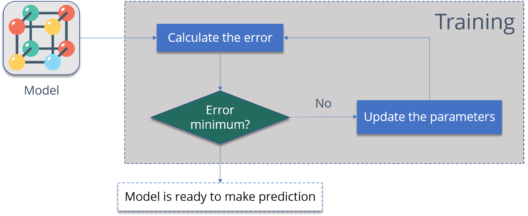 Training
Calculate the error
Model
Error
minimum?
No
Update the parameters
Model is ready to make prediction